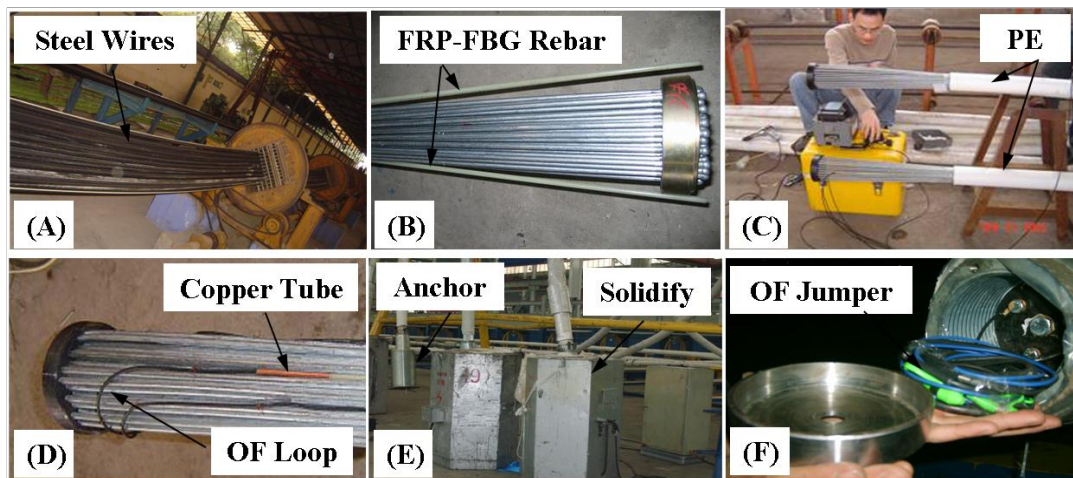 Steel Wires
(A)
FRP-FBG Rebar
(B)
PE
(C)
Copper Tube
OF Loop
(D)
Anchor
Solidify
(E)
OF Jumper
(F)